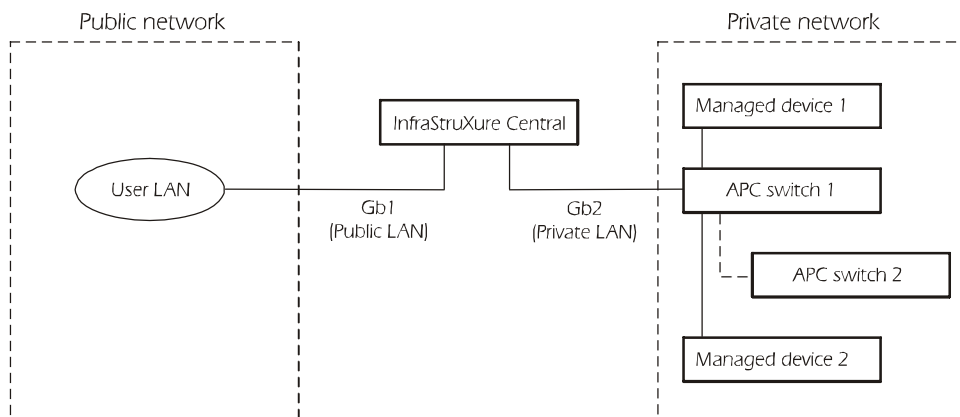 Public network
Private network
Managed device 1
InfraStruXure Central
User LAN
APC switch 1
Gb1
(Public LAN)
Gb2
(Private LAN)
APC switch 2
Managed device 2